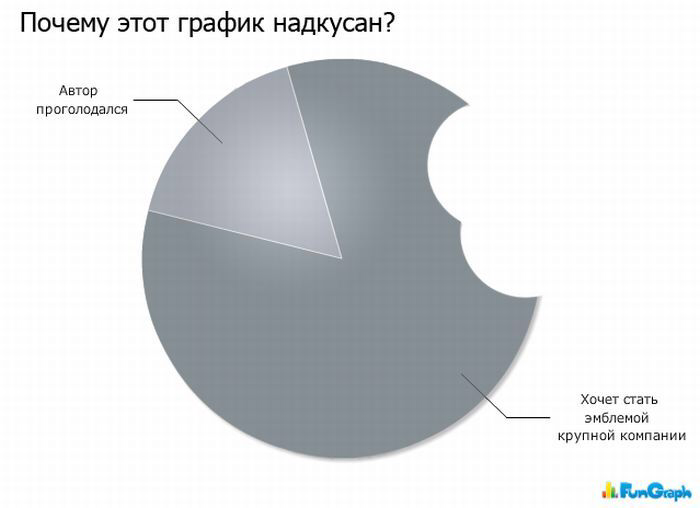 Почему этот график надкусан?
Автор
проголодался
Хочет стать
эмблемой
крупной компании
FunGraph